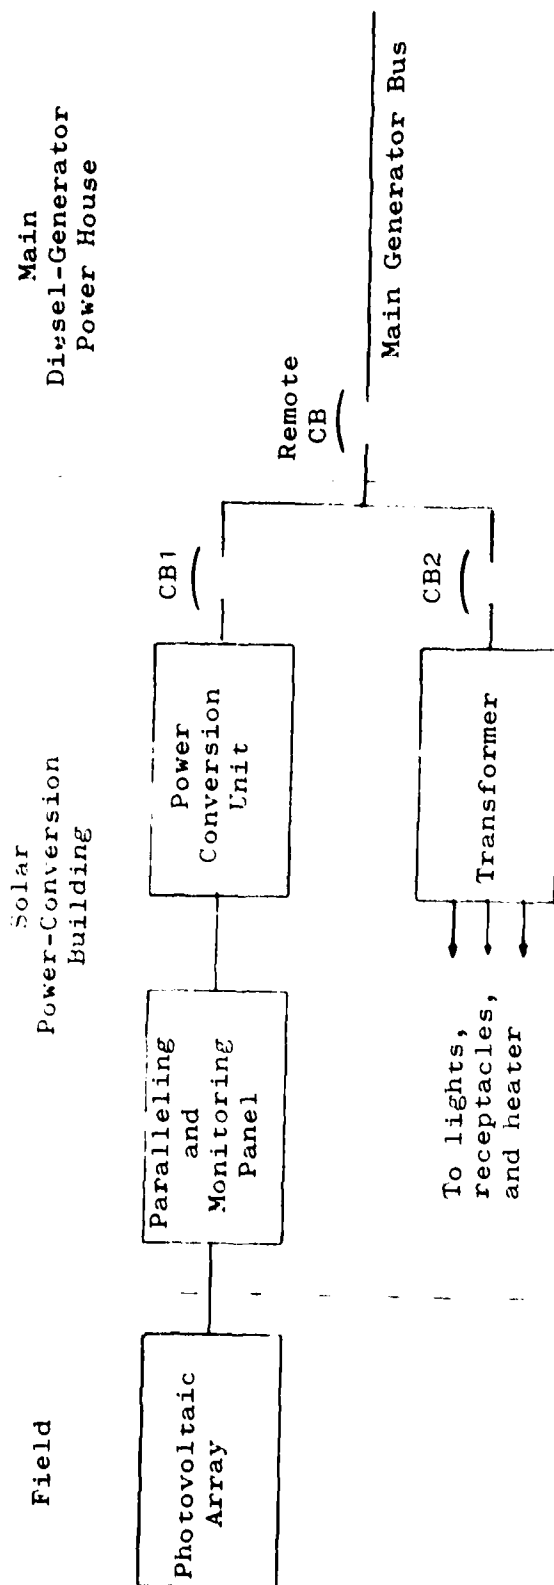 Field
Solar
Power-Conversion
Building
Main
Diesel-Generator
Power House
Photovoltaic
Array
Paralleling
and
Monitoring
Panel
Power
Conversion
Unit
CB1
Remote
CB
Main Generator Bus
To lights,
receptacles,
and heater
Transformer
CB2